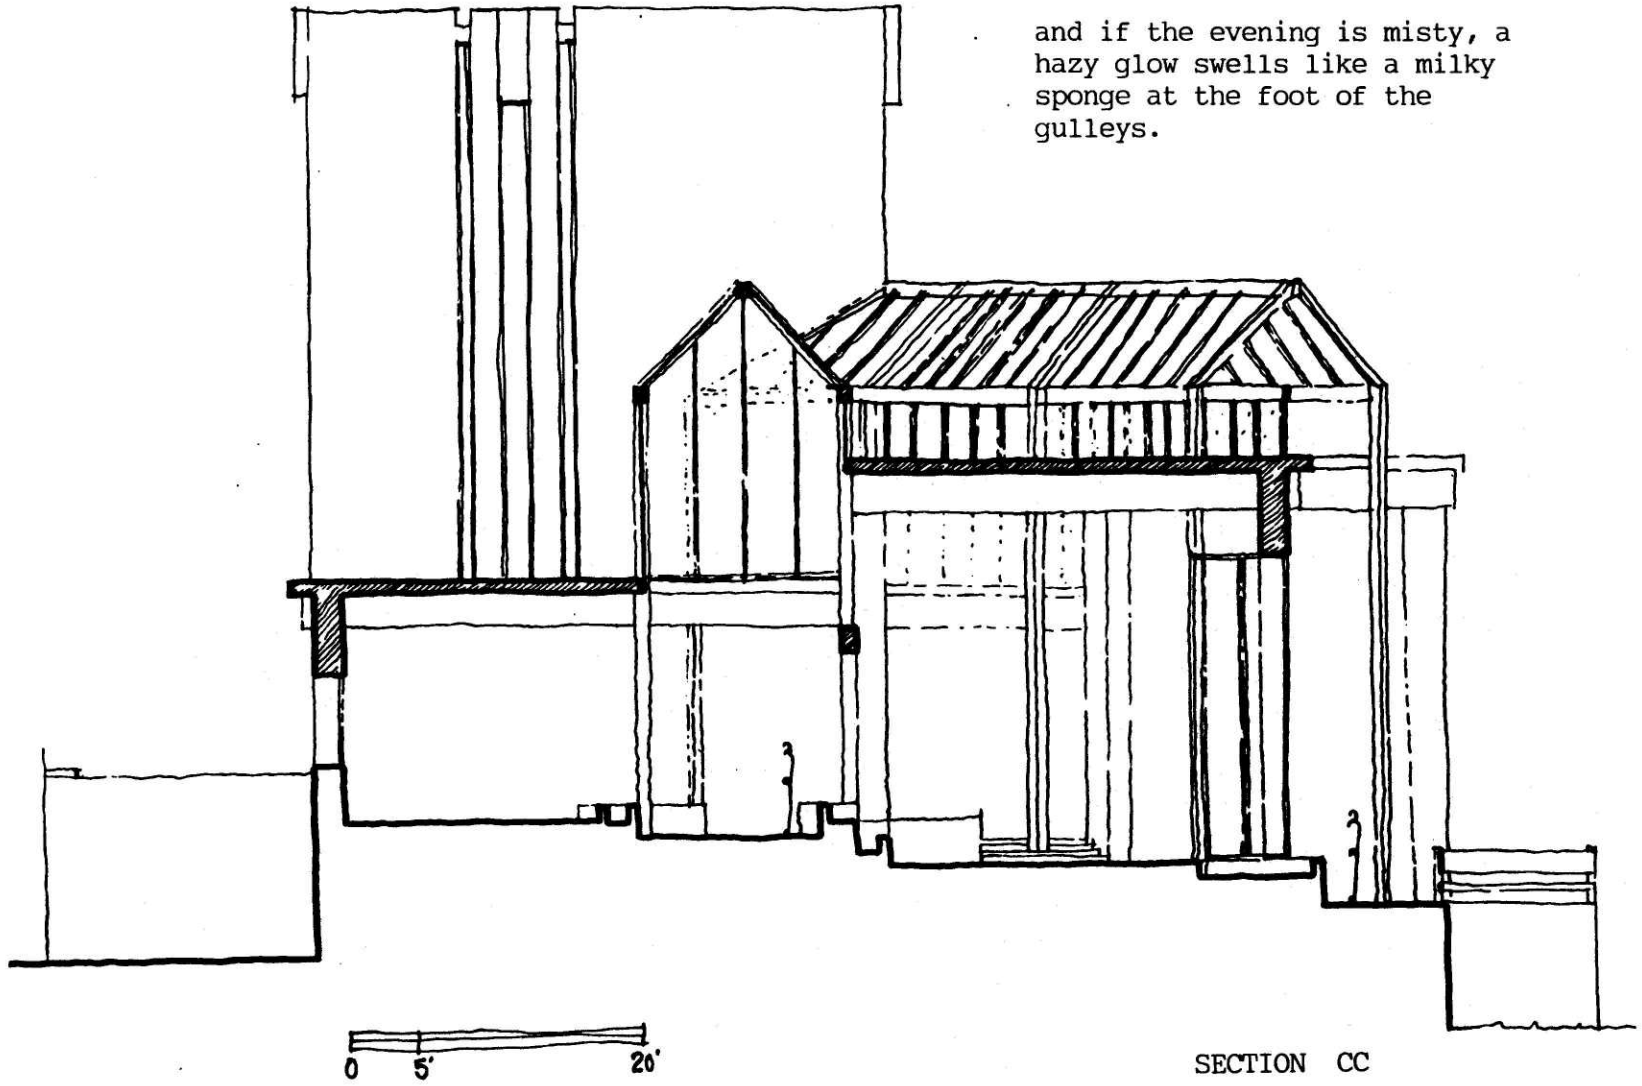 and if the evening is misty, a
hazy glow swells like a milky
sponge at the foot of the
gulleys.
0 5' 20'
SECTION CC